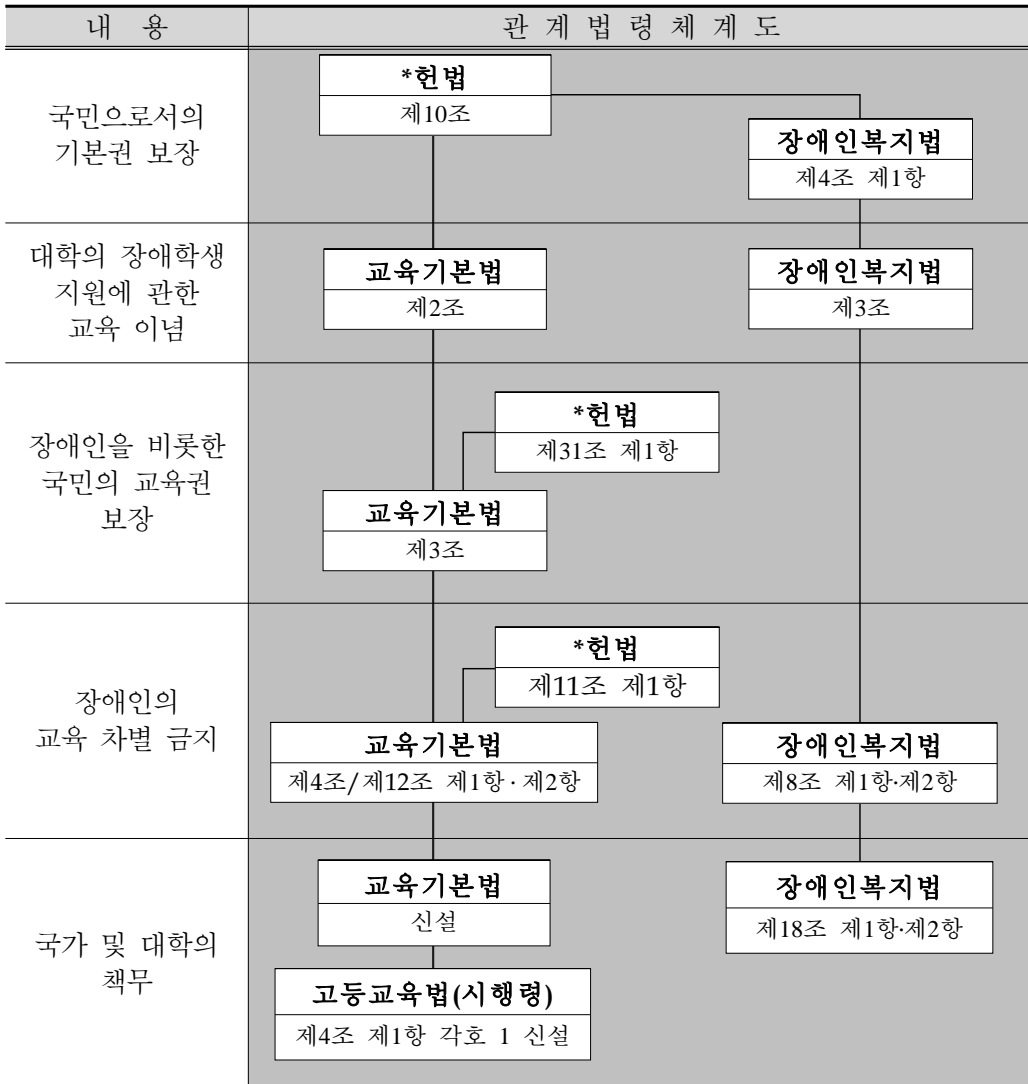 내 용
관 계 법 령 체 계 도
국민으로서의
기본권 보장
*헌법
제10조
장애인복지법
제4조 제1항
대학의 장애학생
지원에 관한
교육 이념
교육기본법
제2조
장애인복지법
제3조
장애인을 비롯한
국민의 교육권
보장
*헌법
제31조 제1항
교육기본법
제3조
장애인의
교육 차별 금지
*헌법
제11조 제1항
교육기본법
제4조/제12조 제1항·제2항
장애인복지법
제8조 제1항·제2항
국가 및 대학의
책무
교육기본법
신설
장애인복지법
제18조 제1항·제2항
고등교육법(시행령)
제4조 제1항 각호 1 신설